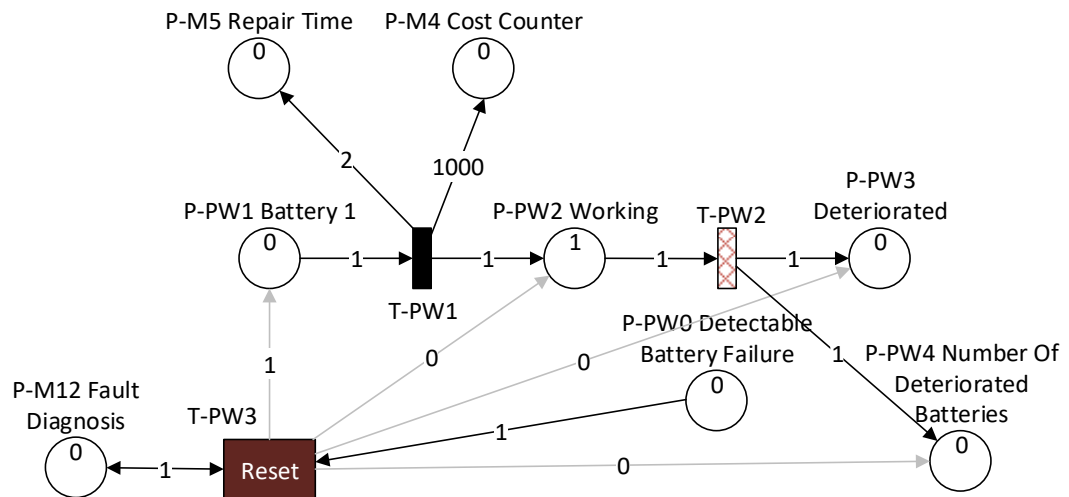 P-M5 Repair Time
P-M4 Cost Counter
0
0
2
1000
P-PW1 Battery 1
P-PW2 Working
T-PW2
P-PW3
Deteriorated
0
1
0
1
1
1
1
T-PW1
P-PW0 Detectable
Battery Failure
1
0
0
1
P-PW4 Number Of
Deteriorated
Batteries
0
P-M12 Fault
Diagnosis
T-PW3
1
0
0
1
Reset
0